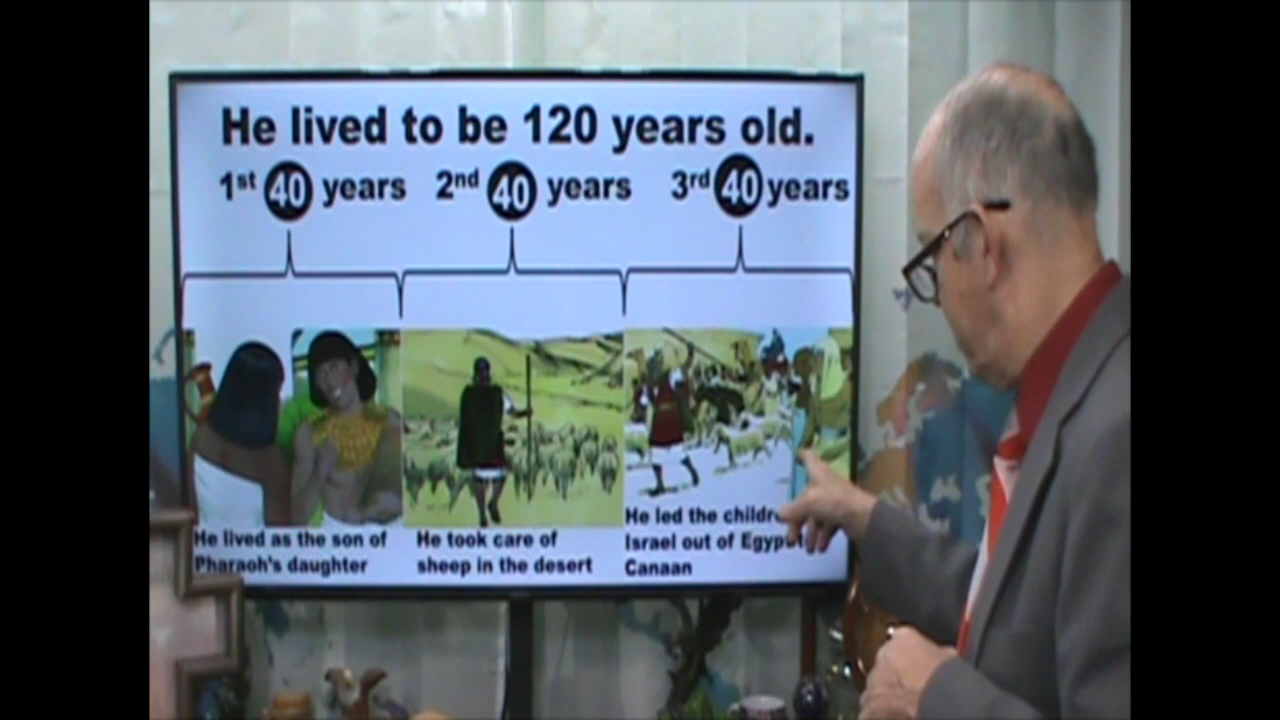 He lived to be 120 years old.
1st 40 years 2nd 40 years 3rd 40 years
He lived as the son of
Pharaoh's daughter
He took care of
sheep in the desert
He led the
Israel out of Egypt
Canaan